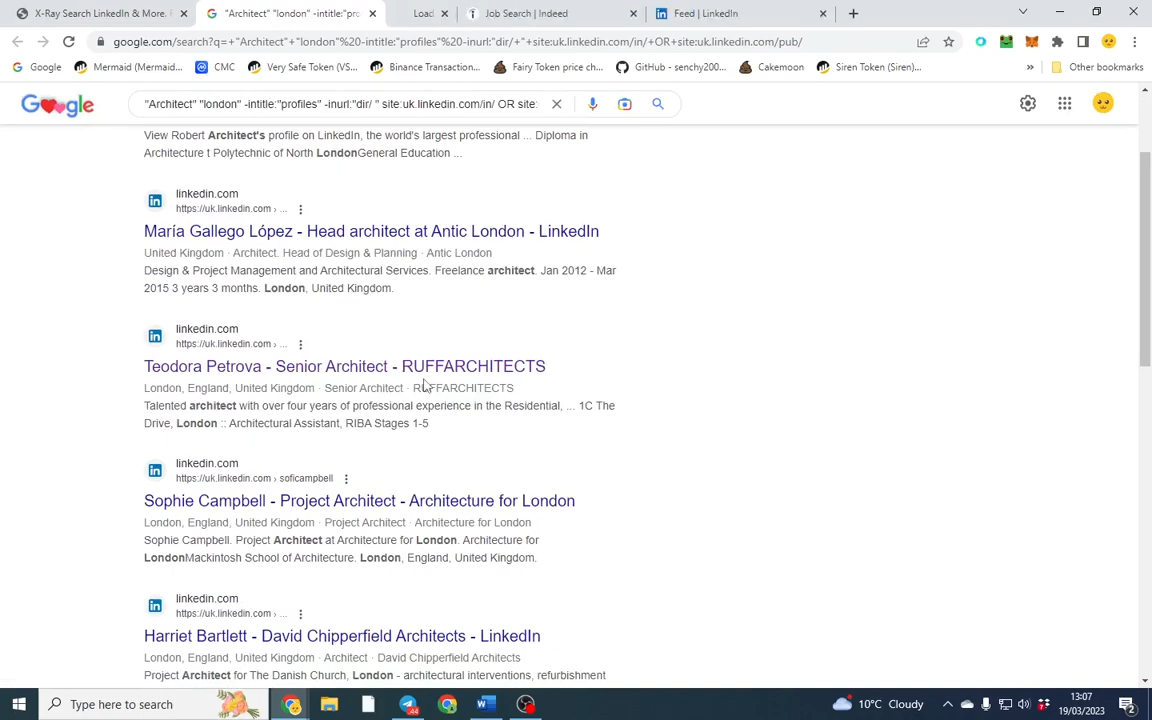 X-Ray Search LinkedIn & More.
"Architect" "london" -intitle:"pro
Load
Job Search | Indeed
Feed | LinkedIn
google.com/search?q=+"Architect"+"london"%20-intitle:"profiles"%20-inurl:"dir/+"+site:uk.linkedin.com/in/+OR+site:uk.linkedin.com/pub/
Google
Mermaid (Mermaid...
CMC
Very Safe Token (VS...
Binance Transaction...
Fairy Token price ch...
GitHub - senchy200...
Cakemoon
Siren Token (Siren)...
»
Other bookmarks
Google
"Architect" "london" -intitle:"profiles" -inurl:"dir/ " site:uk.linkedin.com/in/ OR site:
View Robert Architect's profile on LinkedIn, the world's largest professional ... Diploma in
Architecture t Polytechnic of North LondonGeneral Education ...
linkedin.com
https://uk.linkedin.com › ...
María Gallego López - Head architect at Antic London - LinkedIn
United Kingdom · Architect. Head of Design & Planning · Antic London
Design & Project Management and Architectural Services. Freelance architect. Jan 2012 - Mar
2015 3 years 3 months. London, United Kingdom.
linkedin.com
https://uk.linkedin.com › ...
Teodora Petrova - Senior Architect - RUFFARCHITECTS
London, England, United Kingdom · Senior Architect · RUFFARCHITECTS
Talented architect with over four years of professional experience in the Residential, ... 1C The
Drive, London :: Architectural Assistant, RIBA Stages 1-5
linkedin.com
https://uk.linkedin.com › soficampbell
Sophie Campbell - Project Architect - Architecture for London
London, England, United Kingdom · Project Architect · Architecture for London
Sophie Campbell. Project Architect at Architecture for London. Architecture for
LondonMackintosh School of Architecture. London, England, United Kingdom.
linkedin.com
https://uk.linkedin.com › ...
Harriet Bartlett - David Chipperfield Architects - LinkedIn
London, England, United Kingdom · Architect · David Chipperfield Architects
Project Architect for The Danish Church, London - architectural interventions, refurbishment
Type here to search
44
10°C Cloudy
13:07
19/03/2023
2